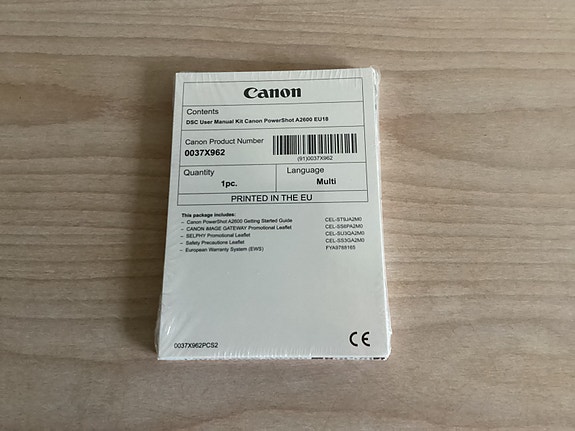 Canon
Contents
DSC User Manual Kit Canon PowerShot A2600 EU18
Canon Product Number
0037X962
(91)0037X962
Quantity
1pc.
Language
Multi
PRINTED IN THE EU
This package includes:
– Canon PowerShot A2600 Getting Started Guide CEL-ST9JA2M0
– CANON iMAGE GATEWAY Promotional Leaflet CEL-SS6PA2M0
– SELPHY Promotional Leaflet CEL-SU3QA2M0
– Safety Precautions Leaflet CEL-SS3GA2M0
– European Warranty System (EWS) FYA8788165
0037X962PCS2
CE